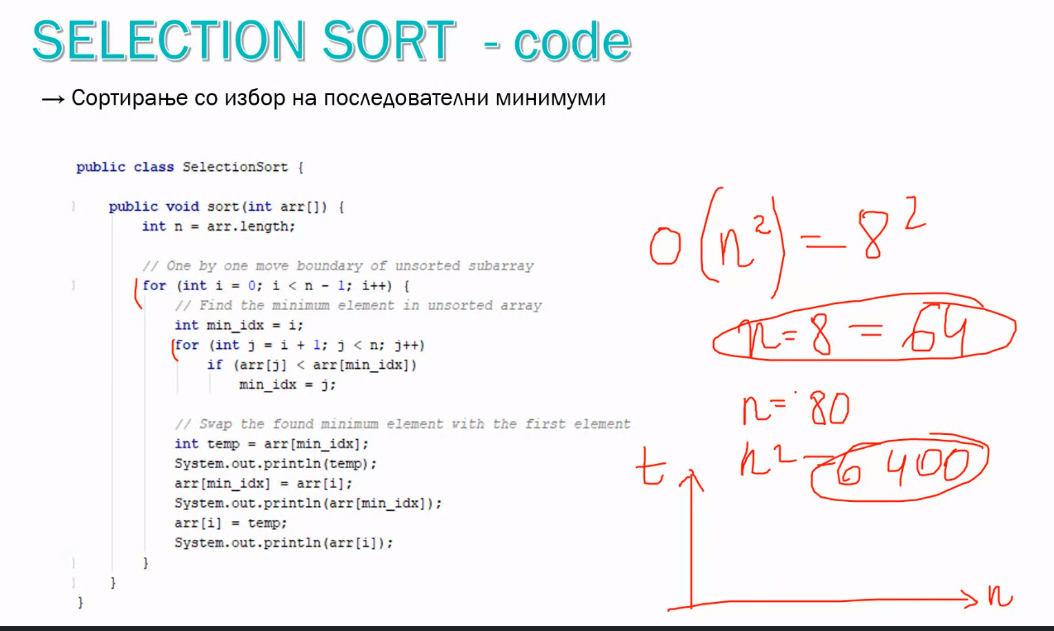 SELECTION SORT - code
→ Сортирање со избор на последователни минимуми
public class SelectionSort {
public void sort(int arr[]) {
int n = arr.length;
// One by one move boundary of unsorted subarray
for (int i = 0; i < n - 1; i++) {
// Find the minimum element in unsorted array
int min_idx = i;
for (int j = i + 1; j < n; j++)
if (arr[j] < arr[min_idx])
min_idx = j;
// Swap the found minimum element with the first element
int temp = arr[min_idx];
System.out.println(temp);
arr[min_idx] = arr[i];
System.out.println(arr[min_idx]);
arr[i] = temp;
System.out.println(arr[i]);
}
}
}
O(n²) = 8²
n=8 = 64
n= 80
n² = 6400
t
n